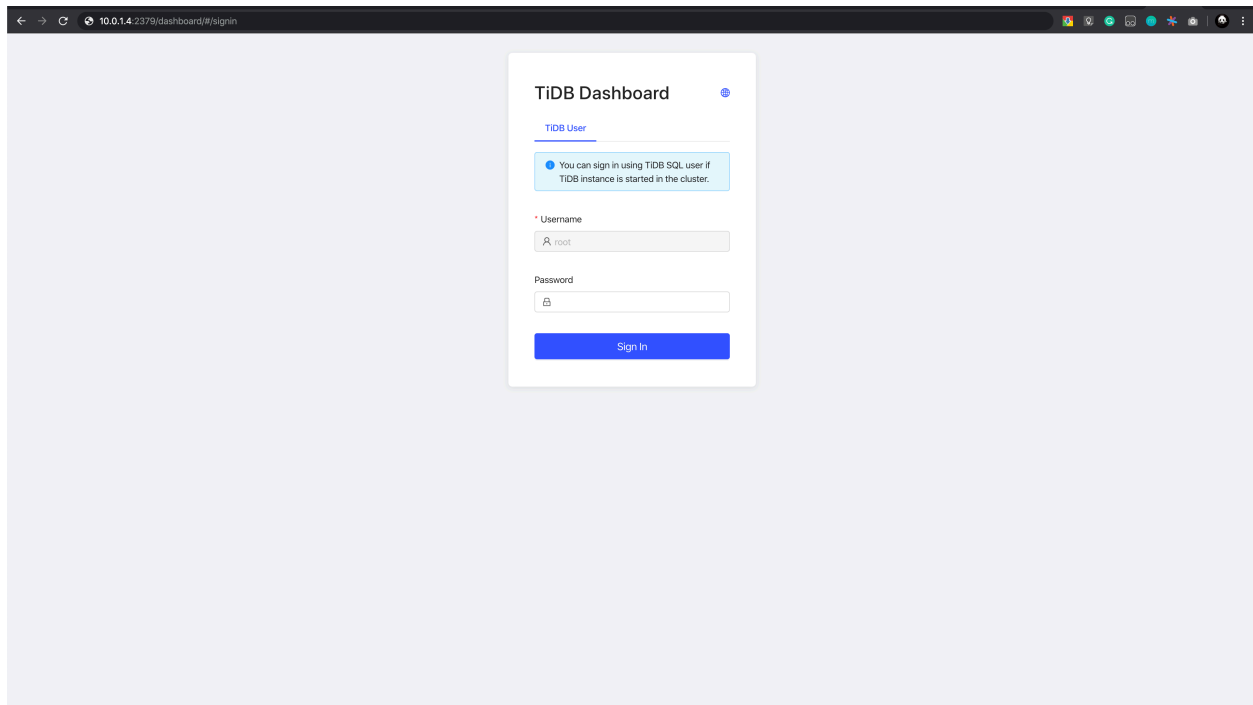 10.0.1.4:2379/dashboard/#/signin
TiDB Dashboard
TiDB User
You can sign in using TiDB SQL user if
TiDB instance is started in the cluster.
* Username
root
Password
Sign In